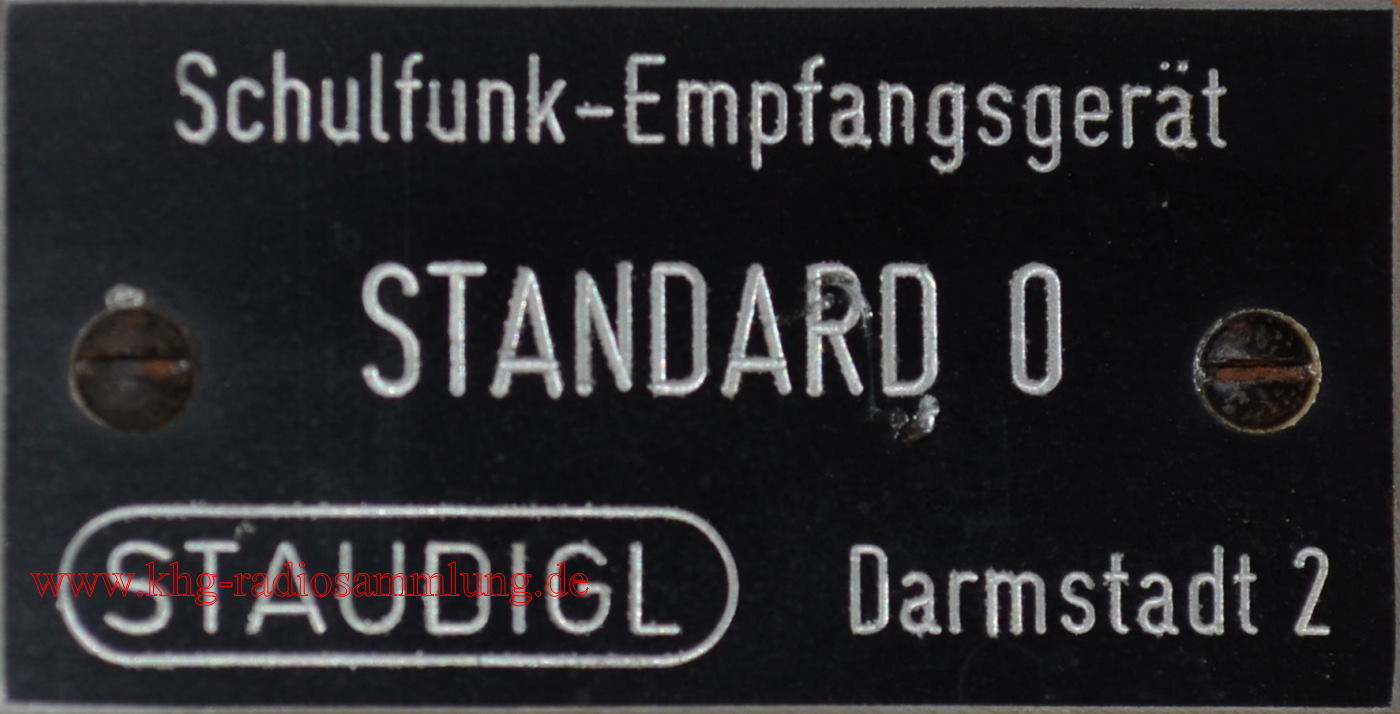 Schulfunk-Empfangsgerät
STANDARD 0
STAUDIGL Darmstadt 2
www.khg-radiosammlung.de